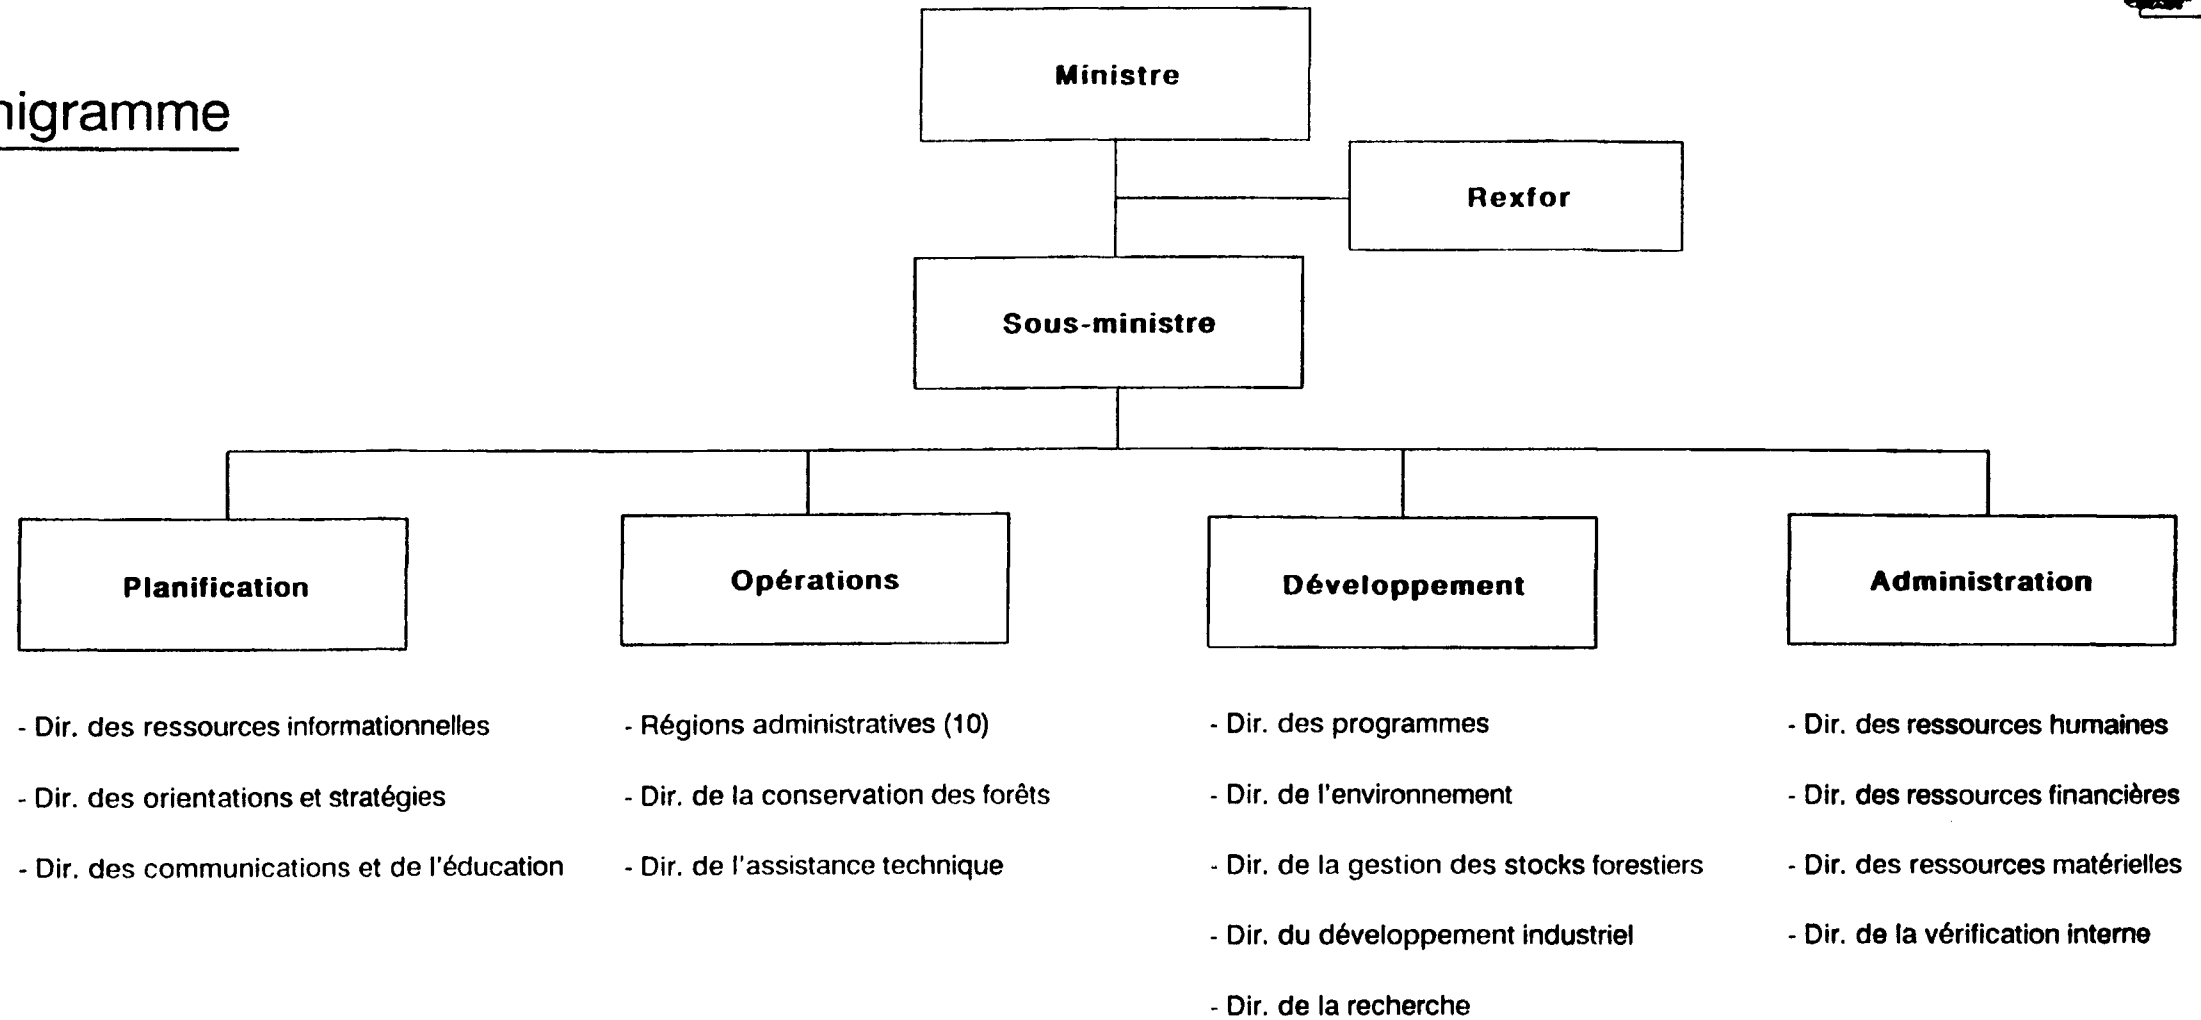 nigramme
Ministre
Rexfor
Sous-ministre
Planification
Opérations
Développement
Administration
- Dir. des ressources informationnelles
- Dir. des orientations et stratégies
- Dir. des communications et de l'éducation
- Régions administratives (10)
- Dir. de la conservation des forêts
- Dir. de l'assistance technique
- Dir. des programmes
- Dir. de l'environnement
- Dir. de la gestion des stocks forestiers
- Dir. du développement industriel
- Dir. de la recherche
- Dir. des ressources humaines
- Dir. des ressources financières
- Dir. des ressources matérielles
- Dir. de la vérification interne